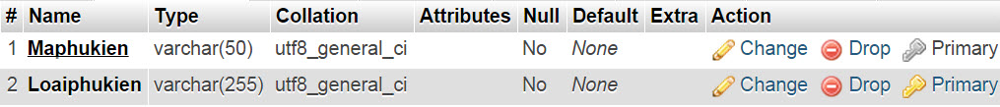 # Name Type Collation Attributes Null Default Extra Action
1 Maphukien varchar(50) utf8_general_ci No None Change Drop Primary
2 Loaiphukien varchar(255) utf8_general_ci No None Change Drop Primary